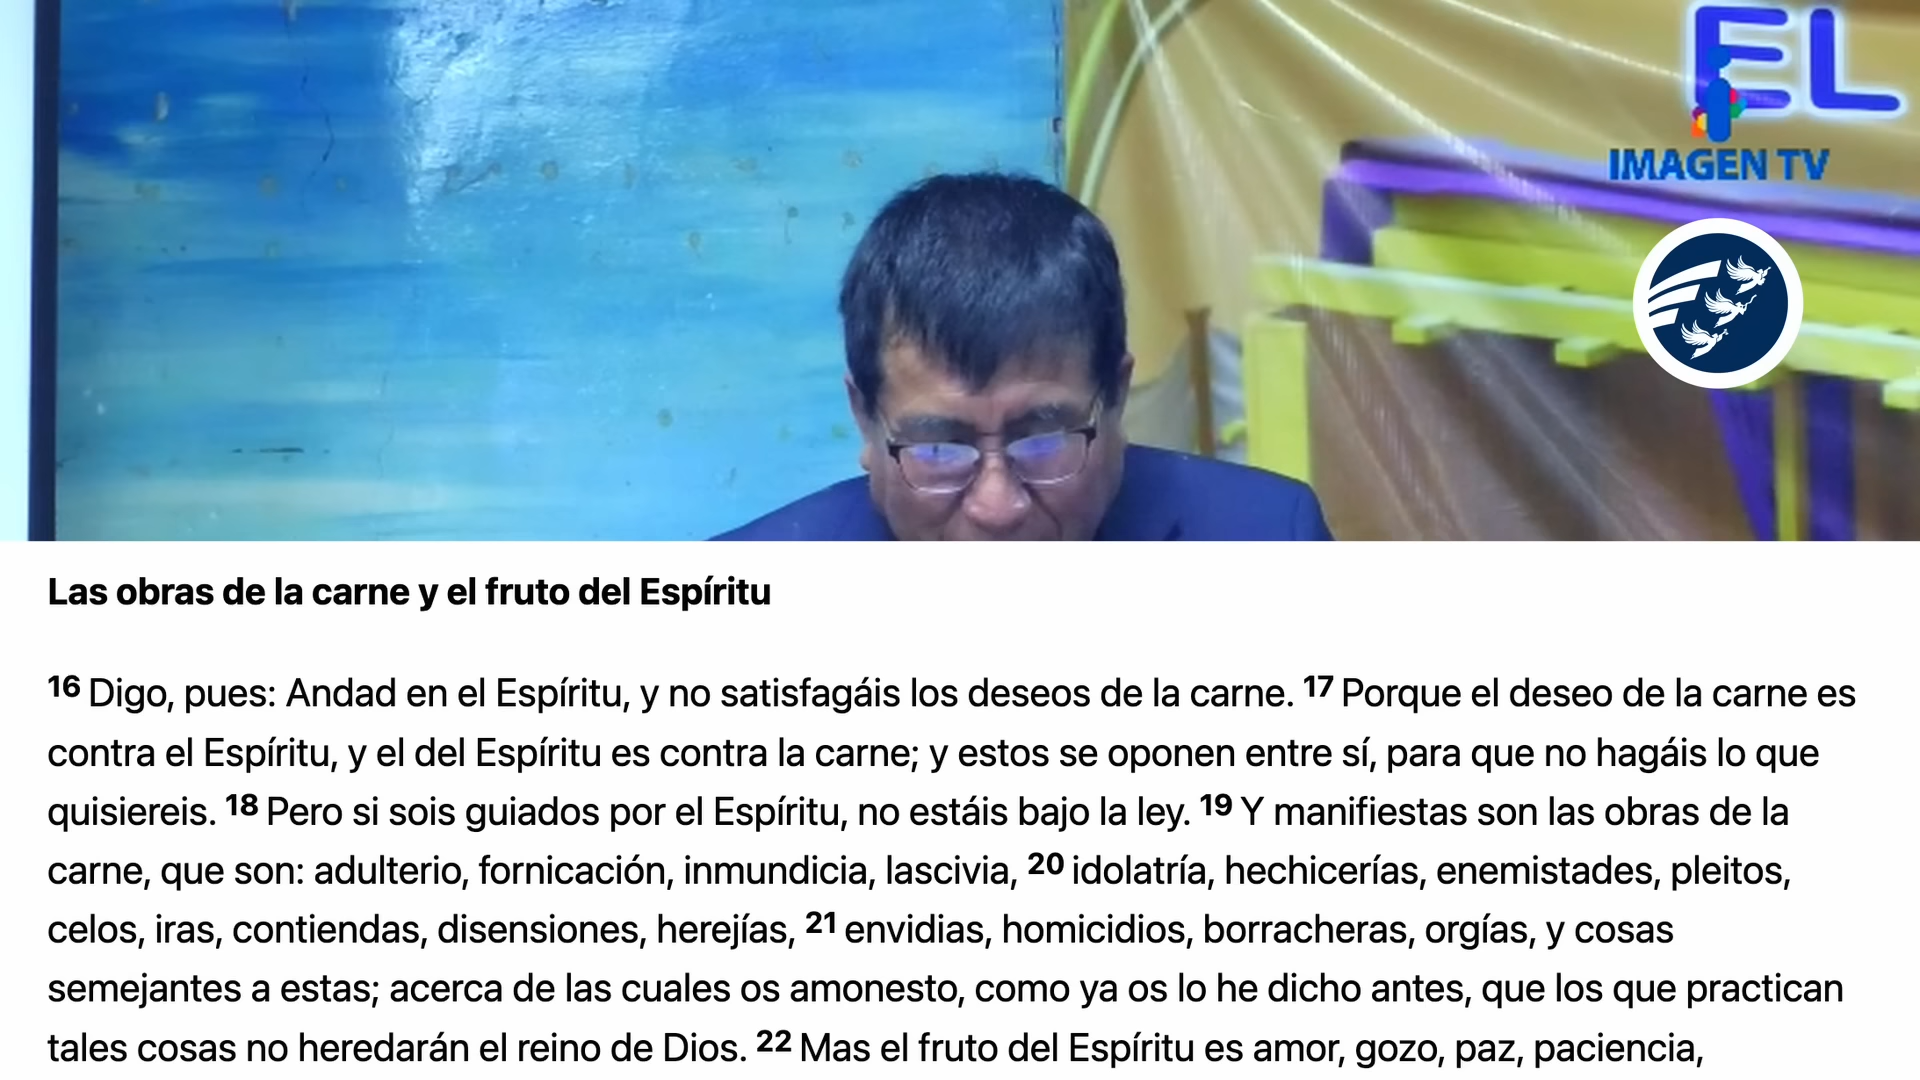 EL
IMAGEN TV
Las obras de la carne y el fruto del Espíritu
16 Digo, pues: Andad en el Espíritu, y no satisfagáis los deseos de la carne. 17 Porque el deseo de la carne es
contra el Espíritu, y el del Espíritu es contra la carne; y estos se oponen entre sí, para que no hagáis lo que
quisiereis. 18 Pero si sois guiados por el Espíritu, no estáis bajo la ley. 19 Y manifiestas son las obras de la
carne, que son: adulterio, fornicación, inmundicia, lascivia, 20 idolatría, hechicerías, enemistades, pleitos,
celos, iras, contiendas, disensiones, herejías, 21 envidias, homicidios, borracheras, orgías, y cosas
semejantes a estas; acerca de las cuales os amonesto, como ya os lo he dicho antes, que los que practican
tales cosas no heredarán el reino de Dios. 22 Mas el fruto del Espíritu es amor, gozo, paz, paciencia,